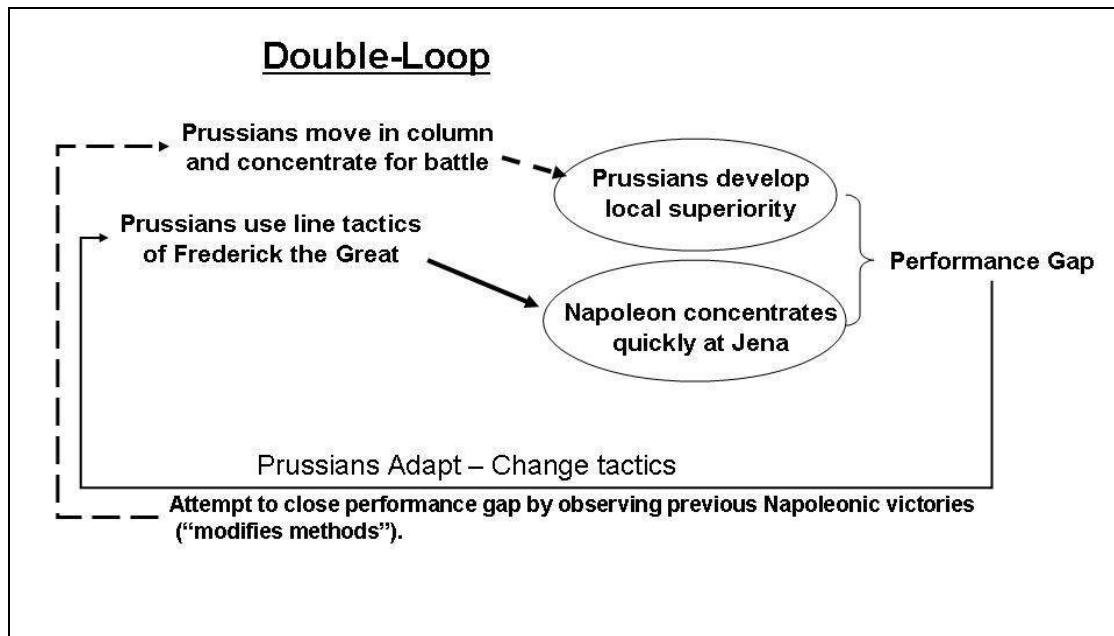 Double-Loop
Prussians move in column
and concentrate for battle
Prussians develop
local superiority
Prussians use line tactics
of Frederick the Great
Performance Gap
Napoleon concentrates
quickly at Jena
Prussians Adapt – Change tactics
Attempt to close performance gap by observing previous Napoleonic victories
(“modifies methods”).